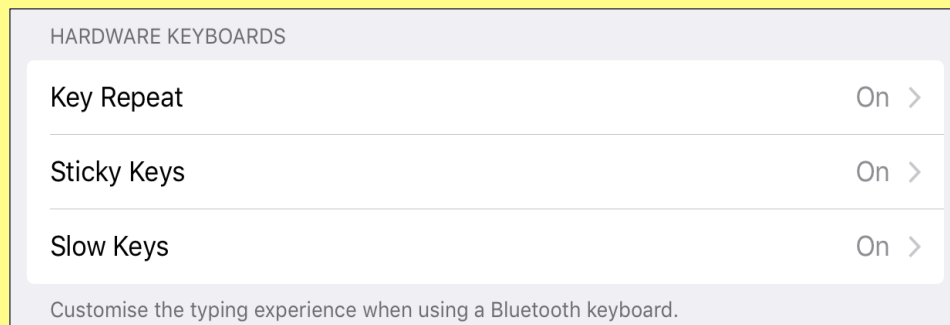 HARDWARE KEYBOARDS
Key Repeat On
Sticky Keys On
Slow Keys On
Customise the typing experience when using a Bluetooth keyboard.